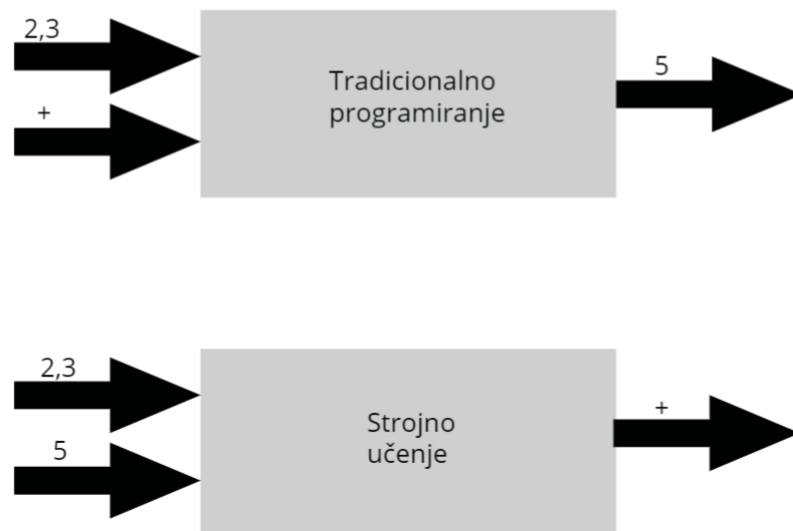 2,3
+
Tradicionalno
programiranje
5
2,3
5
Strojno
učenje
+